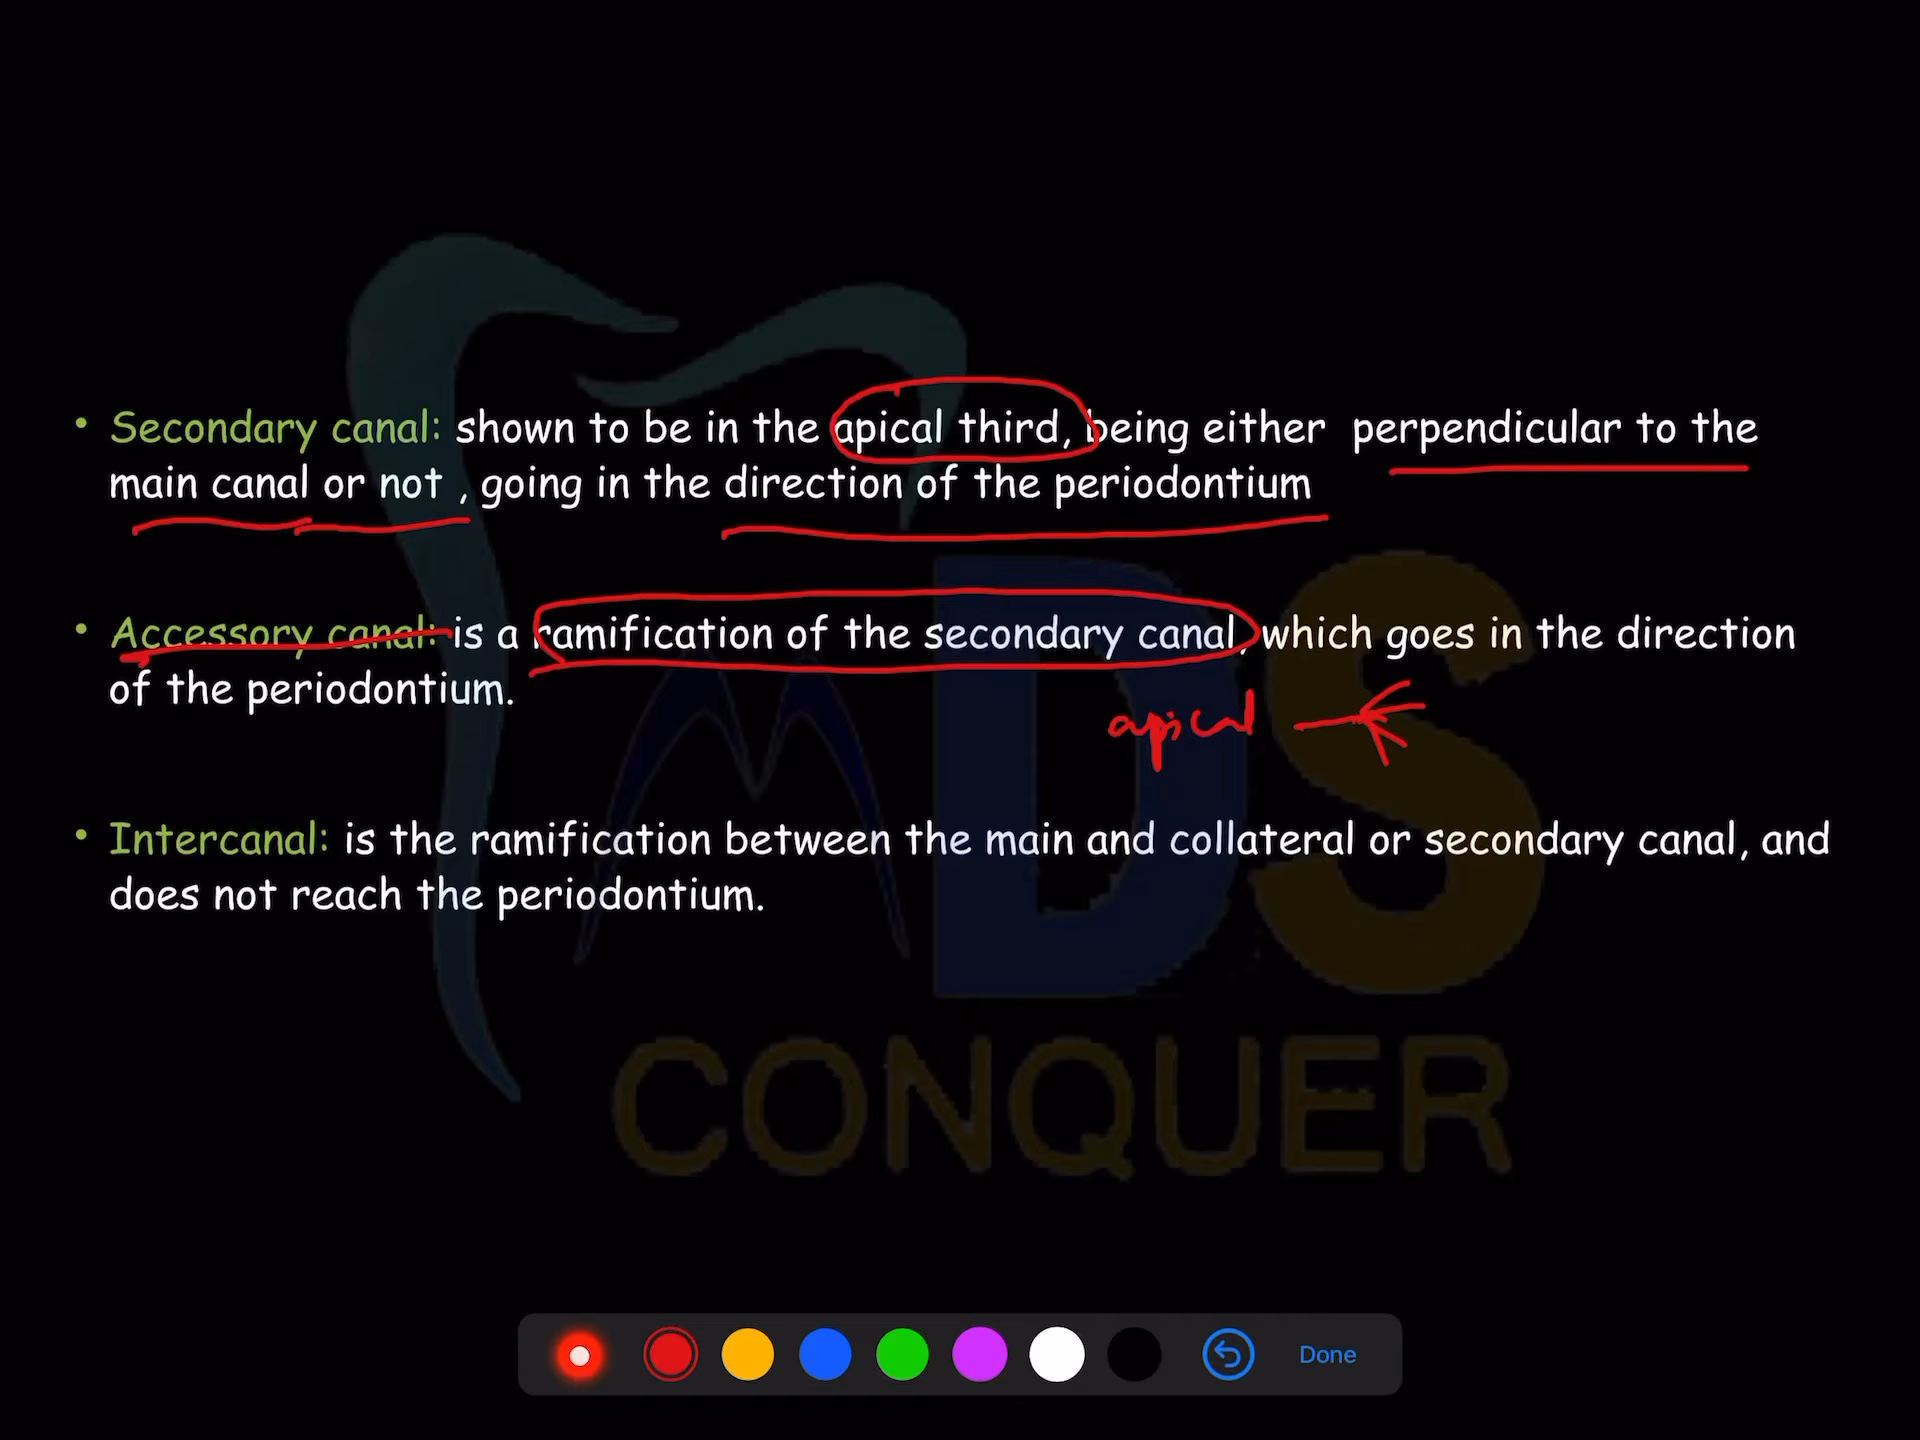 • Secondary canal: shown to be in the apical third, being either perpendicular to the
main canal or not , going in the direction of the periodontium
• Accessory canal: is a ramification of the secondary canal, which goes in the direction
of the periodontium.
apical
• Intercanal: is the ramification between the main and collateral or secondary canal, and
does not reach the periodontium.
MDS
CONQUER
Done